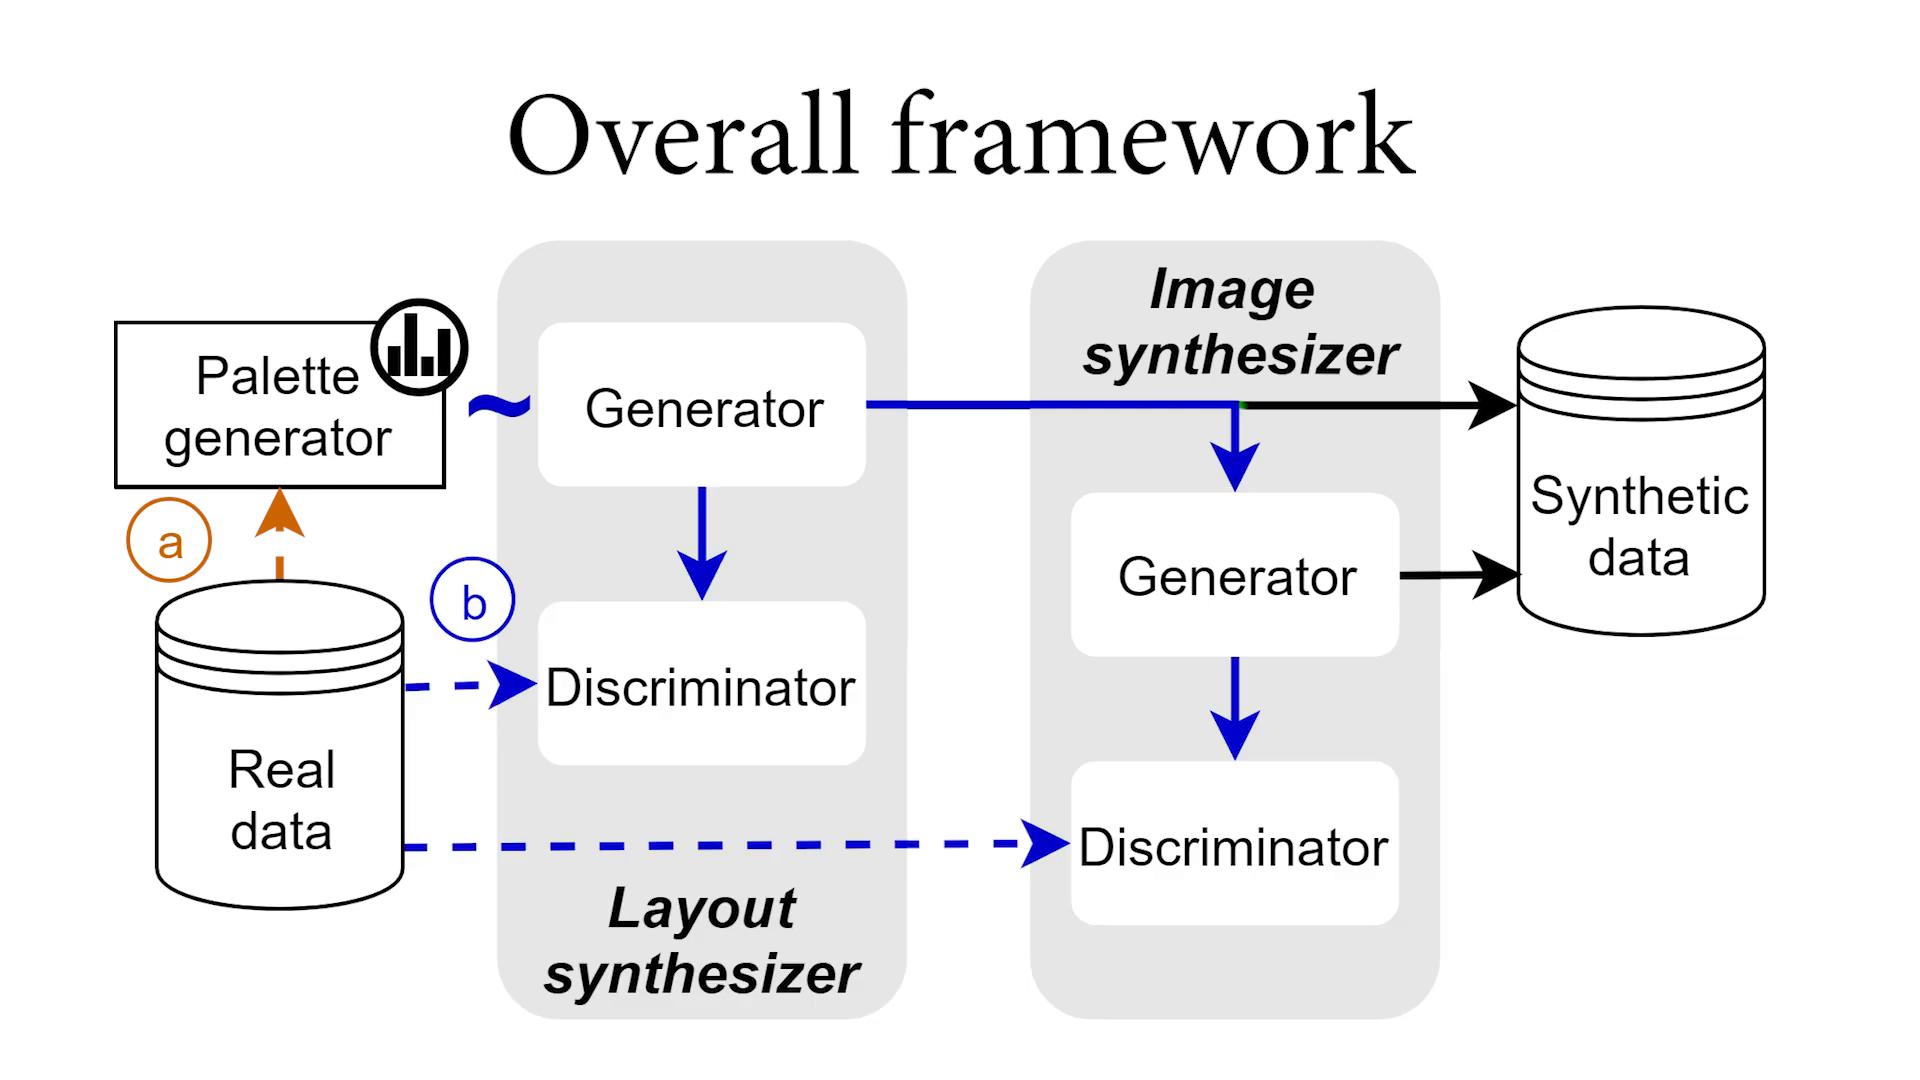 Overall framework
Palette
generator
a
Real
data
b
Generator
Discriminator
Layout
synthesizer
Image
synthesizer
Generator
Discriminator
Synthetic
data